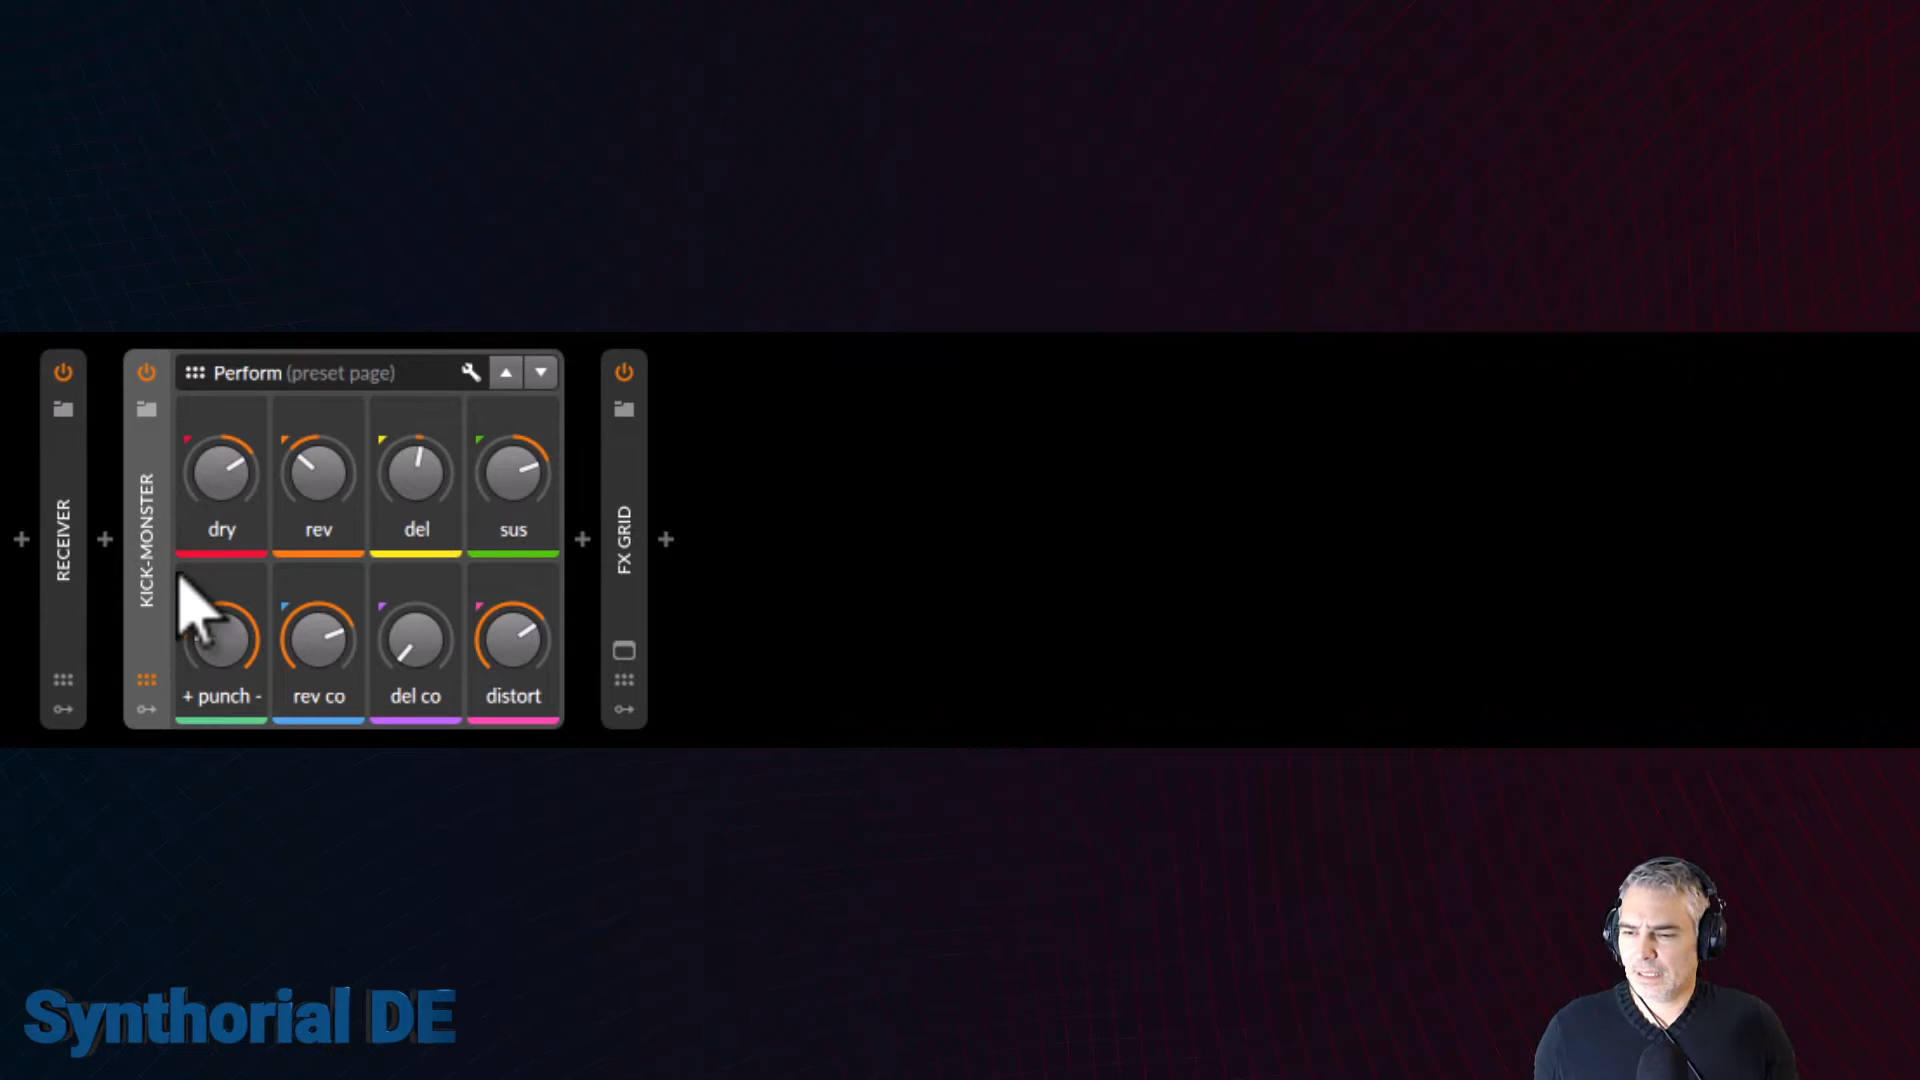 Perform (preset page)
RECEIVER
KICK-MONSTER
dry
rev
del
sus
+ punch -
rev co
del co
distort
FX GRID
Synthorial DE